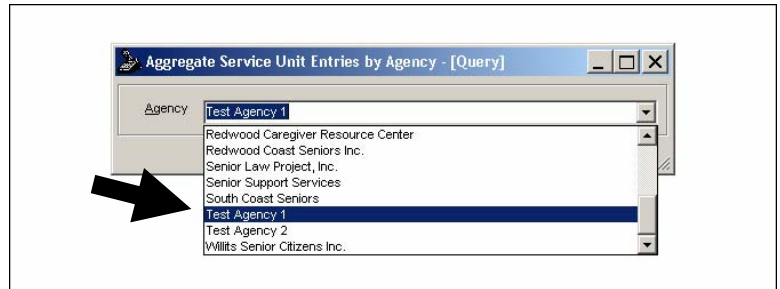 Aggregate Service Unit Entries by Agency - [Query]
Agency Test Agency 1
Redwood Caregiver Resource Center
Redwood Coast Seniors Inc.
Senior Law Project, Inc.
Senior Support Services
South Coast Seniors
Test Agency 1
Test Agency 2
Willits Senior Citizens Inc.